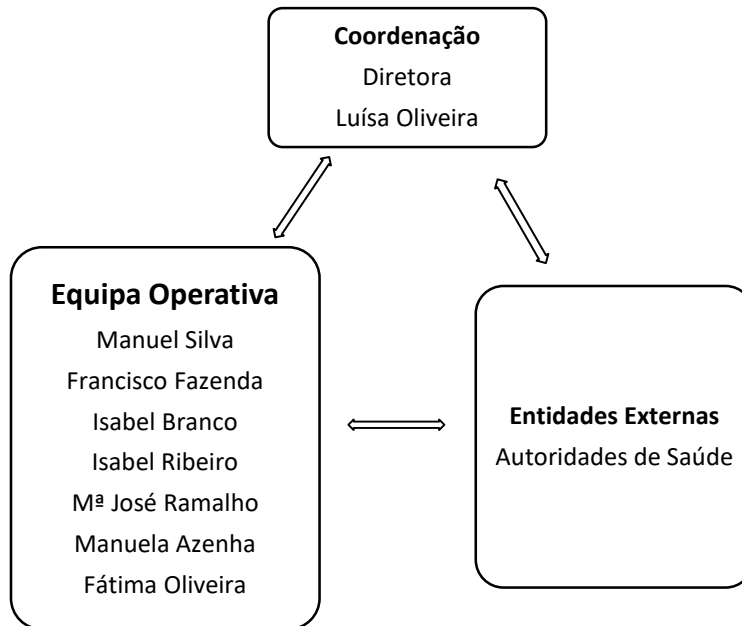 Coordenação
Diretora
Luísa Oliveira
Equipa Operativa
Manuel Silva
Francisco Fazenda
Isabel Branco
Isabel Ribeiro
Mª José Ramalho
Manuela Azenha
Fátima Oliveira
Entidades Externas
Autoridades de Saúde